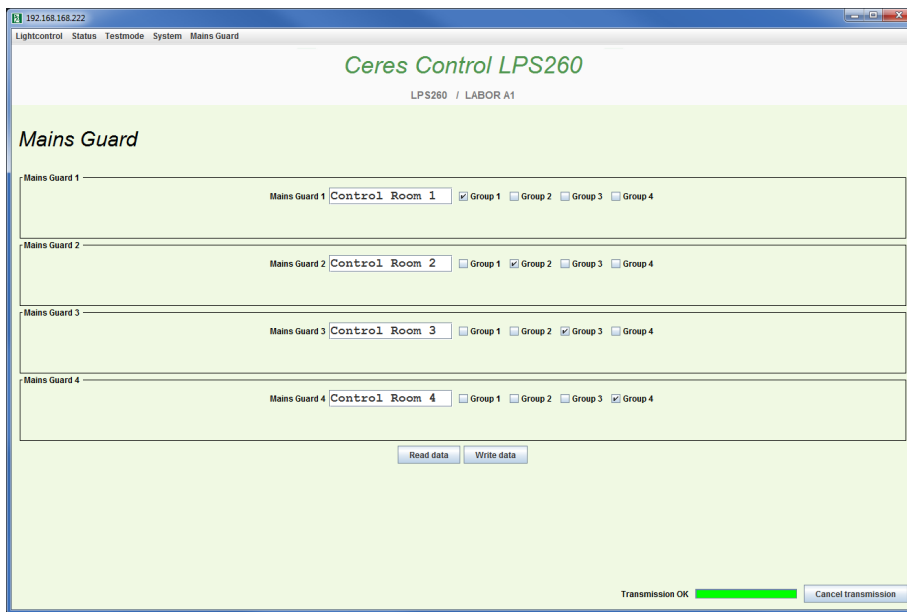 192.168.168.222
Lightcontrol Status Testmode System Mains Guard
Ceres Control LPS260
LPS260 / LABOR A1
Mains Guard
Mains Guard 1
Mains Guard 1 Control Room 1 Group 1 Group 2 Group 3 Group 4
Mains Guard 2
Mains Guard 2 Control Room 2 Group 1 Group 2 Group 3 Group 4
Mains Guard 3
Mains Guard 3 Control Room 3 Group 1 Group 2 Group 3 Group 4
Mains Guard 4
Mains Guard 4 Control Room 4 Group 1 Group 2 Group 3 Group 4
Read data Write data
Transmission OK Cancel transmission